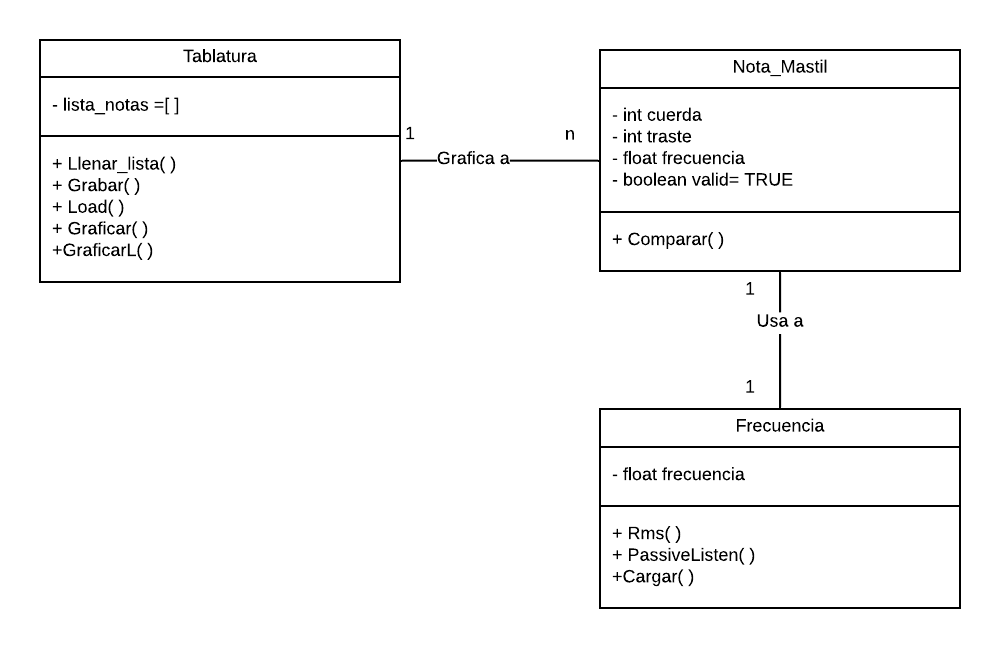 Tablatura
- lista_notas =[ ]
+ Llenar_lista( )
+ Grabar( )
+ Load( )
+ Graficar( )
+GraficarL( )
1
Grafica a
n
Nota_Mastil
- int cuerda
- int traste
- float frecuencia
- boolean valid= TRUE
+ Comparar( )
1
Usa a
1
Frecuencia
- float frecuencia
+ Rms( )
+ PassiveListen( )
+Cargar( )